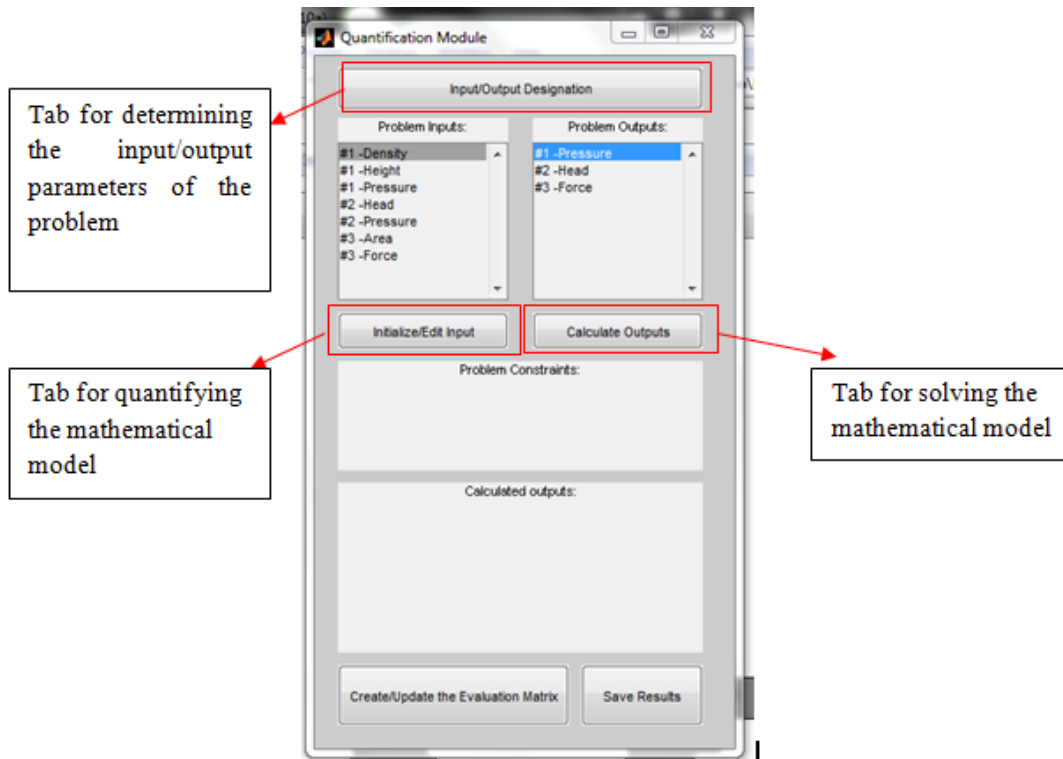 Quantification Module
Input/Output Designation
Tab for determining
the input/output
parameters of the
problem
Problem Inputs:
#1 -Density
#1 -Height
#1 -Pressure
#2 -Head
#2 -Pressure
#3 -Area
#3 -Force
Problem Outputs:
#1 -Pressure
#2 -Head
#3 -Force
Initialize/Edit Input
Calculate Outputs
Tab for quantifying
the mathematical
model
Problem Constraints:
Tab for solving the
mathematical model
Calculated outputs:
Create/Update the Evaluation Matrix
Save Results